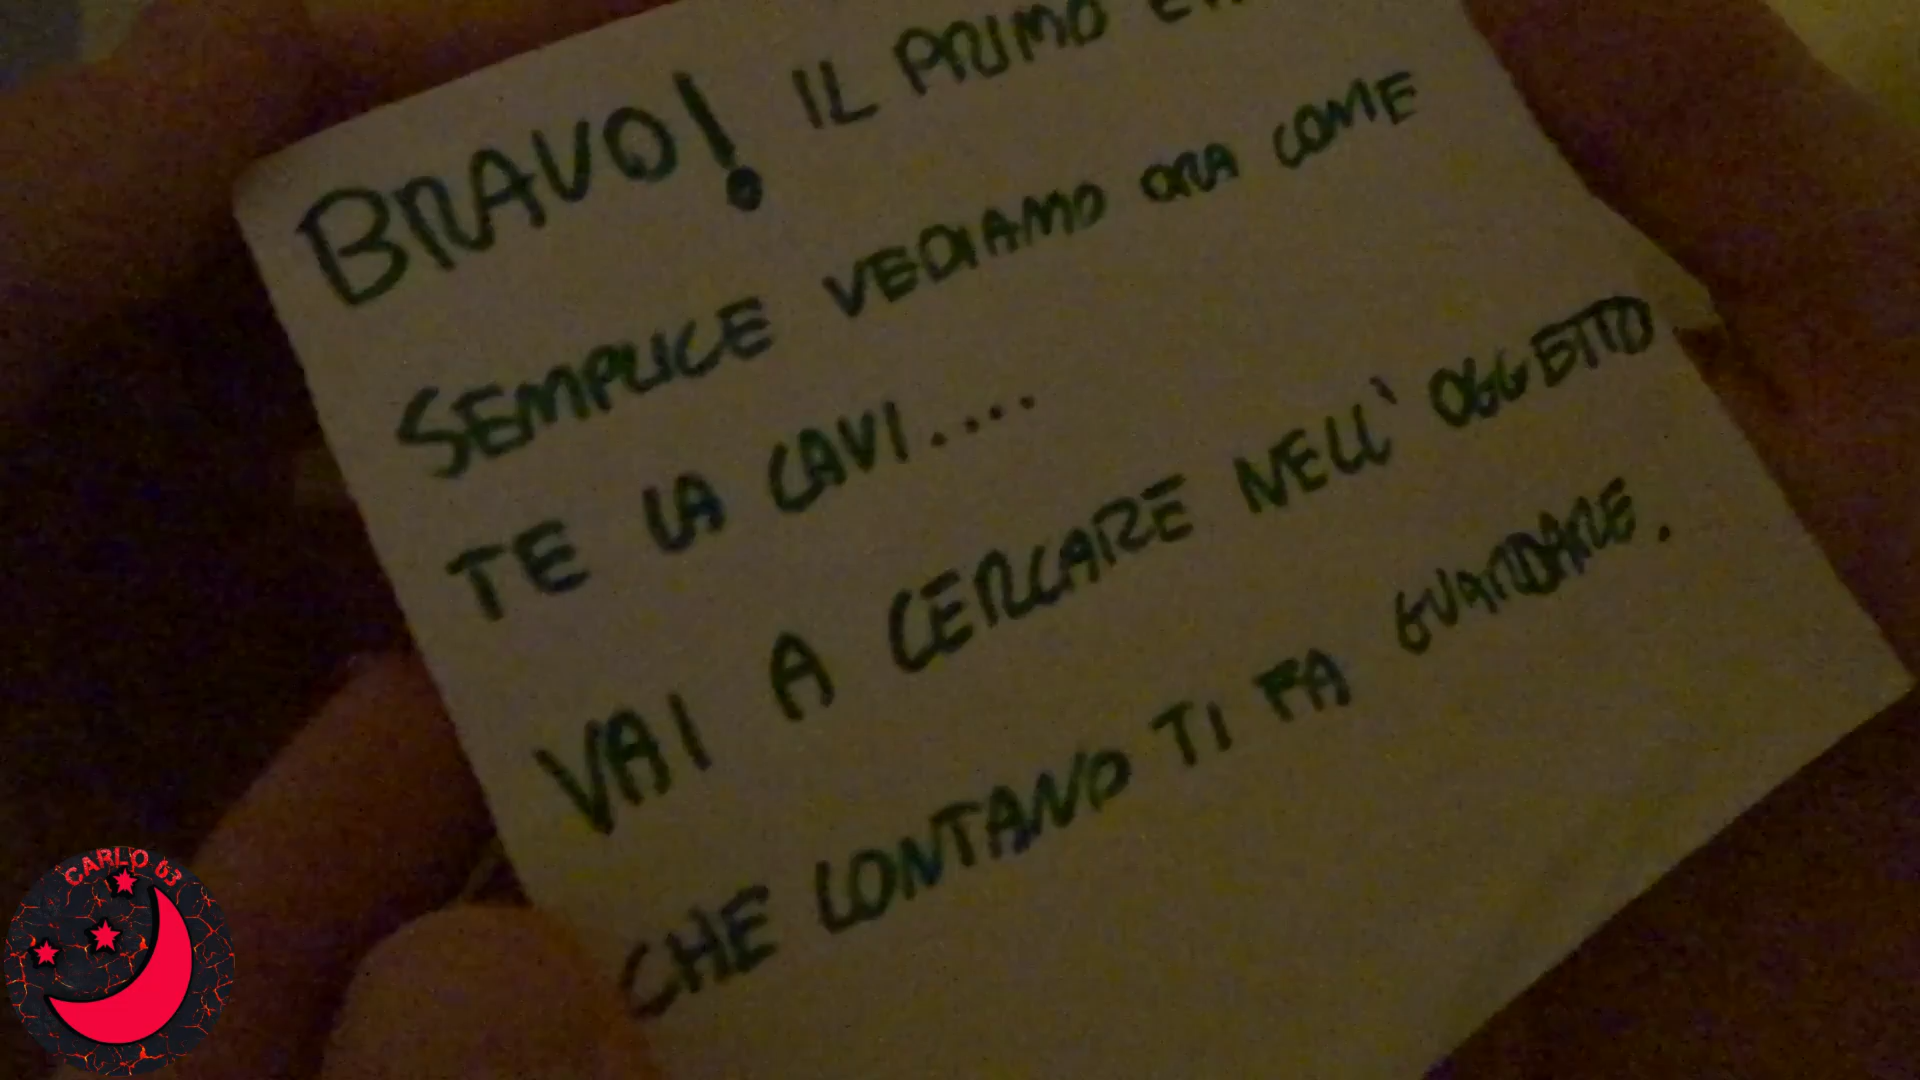 BRAVO! IL PRIMO
SEMPLICE VEDIAMO ORA COME
TE LA CAVI....
VAI A CERCARE NELL' OGGETTO
CHE LONTANO TI FA GUARDARE.
CARLO 63